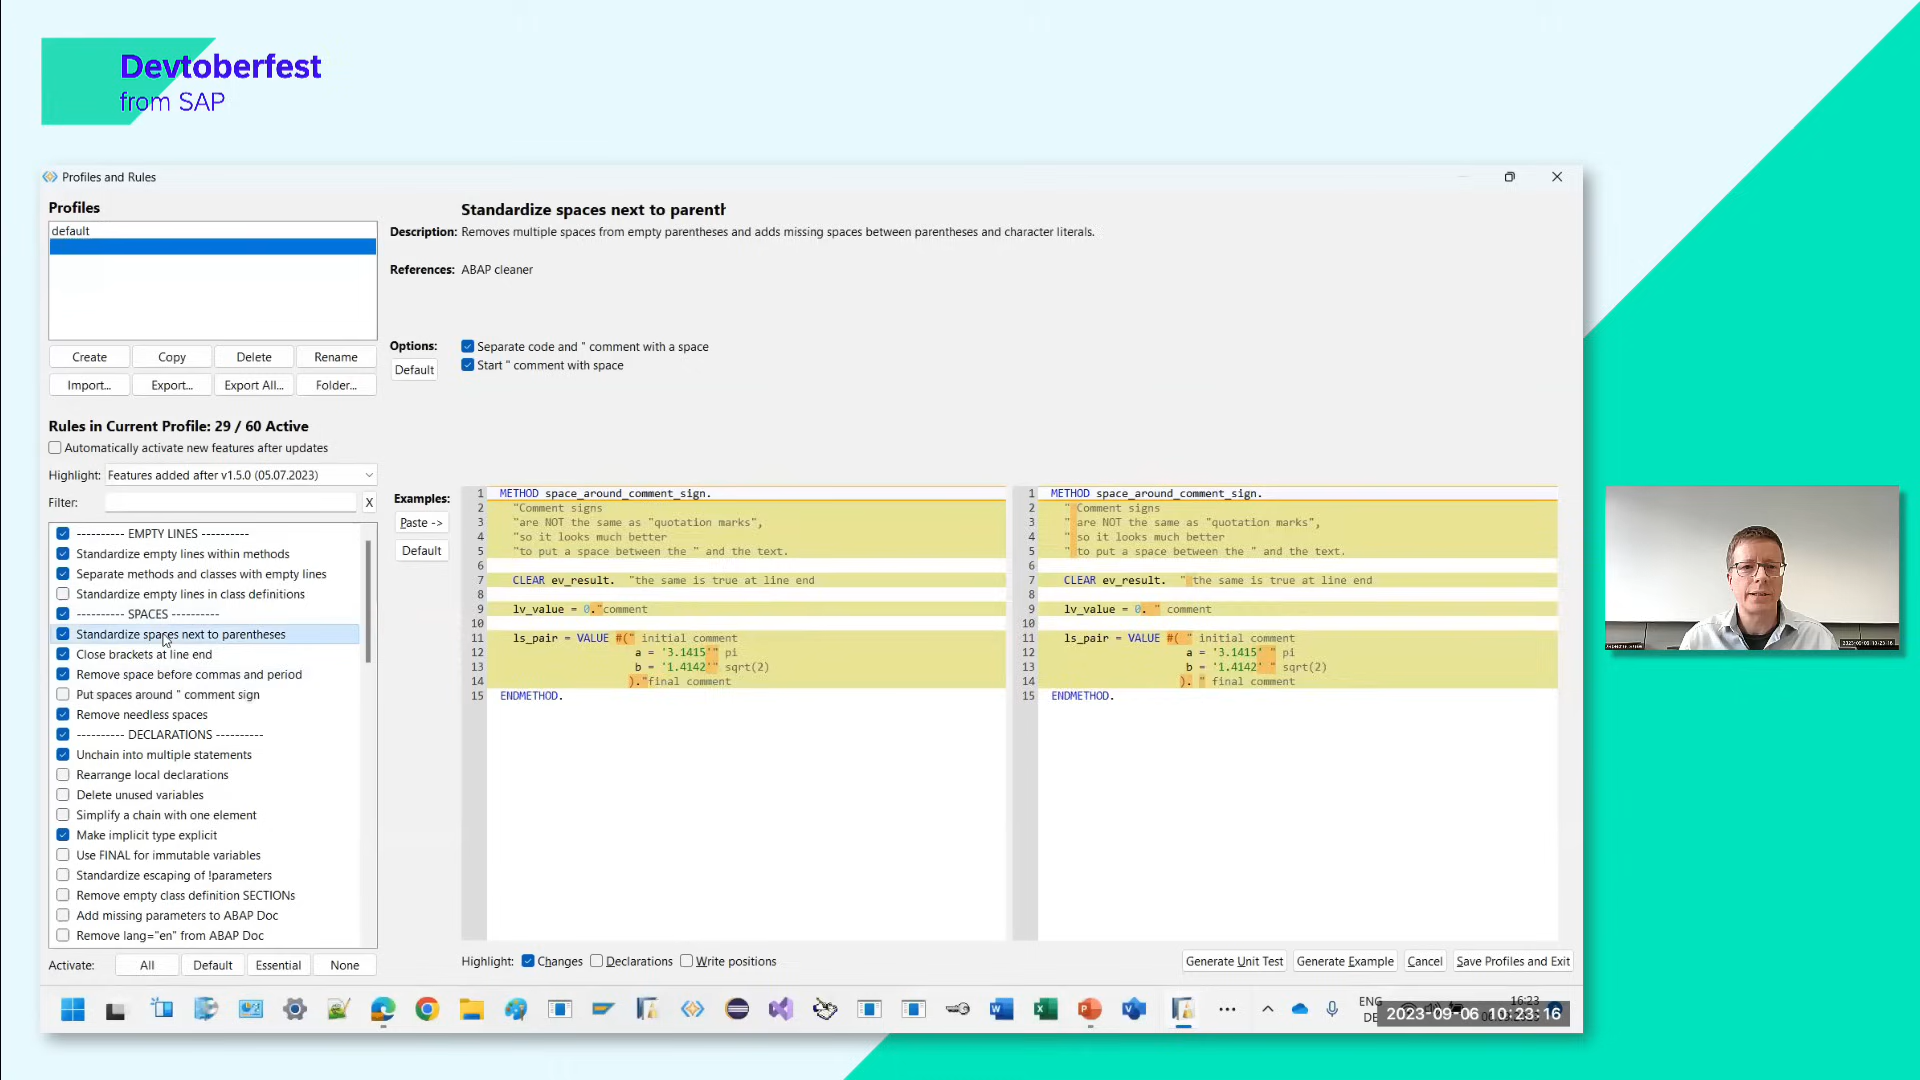 Devtoberfest
from SAP
Profiles and Rules
Profiles
default
Create Copy Delete Rename
Import... Export... Export All... Folder...
Rules in Current Profile: 29 / 60 Active
Automatically activate new features after updates
Highlight: Features added after v1.5.0 (05.07.2023)
Filter: X
---------- EMPTY LINES ----------
Standardize empty lines within methods
Separate methods and classes with empty lines
Standardize empty lines in class definitions
---------- SPACES ----------
Standardize spaces next to parentheses
Close brackets at line end
Remove space before commas and period
Put spaces around " comment sign
Remove needless spaces
---------- DECLARATIONS ----------
Unchain into multiple statements
Rearrange local declarations
Delete unused variables
Simplify a chain with one element
Make implicit type explicit
Use FINAL for immutable variables
Standardize escaping of !parameters
Remove empty class definition SECTIONs
Add missing parameters to ABAP Doc
Remove lang="en" from ABAP Doc
Activate: All Default Essential None
Standardize spaces next to parenth
Description: Removes multiple spaces from empty parentheses and adds missing spaces between parentheses and character literals.
References: ABAP cleaner
Options: Separate code and " comment with a space
Default Start " comment with space
Examples:
Paste ->
Default
1 METHOD space_around_comment_sign.
2 "Comment signs
3 "are NOT the same as "quotation marks",
4 "so it looks much better
5 "to put a space between the " and the text.
6
7 CLEAR ev_result. "the same is true at line end
8
9 lv_value = 0."comment
10
11 ls_pair = VALUE #(" initial comment
12 a = '3.1415'" pi
13 b = '1.4142'" sqrt(2)
14 )."final comment
15 ENDMETHOD.
1 METHOD space_around_comment_sign.
2 " Comment signs
3 " are NOT the same as "quotation marks",
4 " so it looks much better
5 " to put a space between the " and the text.
6
7 CLEAR ev_result. " the same is true at line end
8
9 lv_value = 0. " comment
10
11 ls_pair = VALUE #( " initial comment
12 a = '3.1415' " pi
13 b = '1.4142' " sqrt(2)
14 ). " final comment
15 ENDMETHOD.
Highlight: Changes Declarations Write positions
Generate Unit Test Generate Example Cancel Save Profiles and Exit
ENG
DE
16:23
2023-09-06 10:23:16